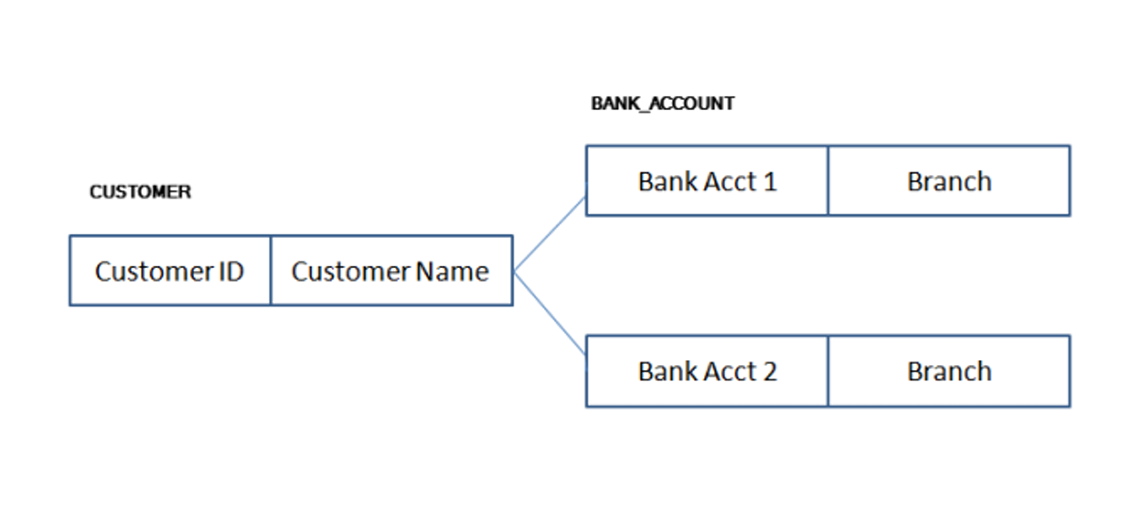 BANK_ACCOUNT
Bank Acct 1 Branch
CUSTOMER
Customer ID Customer Name
Bank Acct 2 Branch